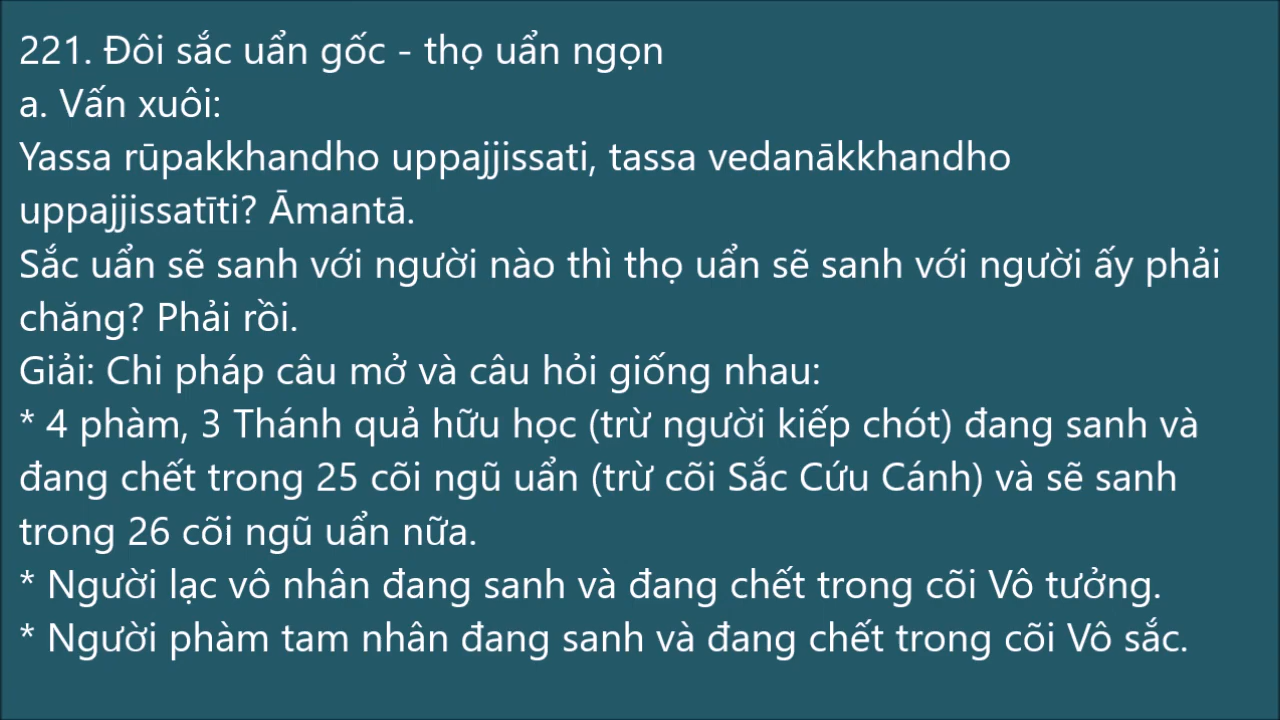 221. Đôi sắc uẩn gốc - thọ uẩn ngọn
a. Vấn xuôi:
Yassa rūpakkhandho uppajjissati, tassa vedanākkhandho
uppajjissatīti? Āmantā.
Sắc uẩn sẽ sanh với người nào thì thọ uẩn sẽ sanh với người ấy phải
chăng? Phải rồi.
Giải: Chi pháp câu mở và câu hỏi giống nhau:
* 4 phàm, 3 Thánh quả hữu học (trừ người kiếp chót) đang sanh và
đang chết trong 25 cõi ngũ uẩn (trừ cõi Sắc Cứu Cánh) và sẽ sanh
trong 26 cõi ngũ uẩn nữa.
* Người lạc vô nhân đang sanh và đang chết trong cõi Vô tưởng.
* Người phàm tam nhân đang sanh và đang chết trong cõi Vô sắc.